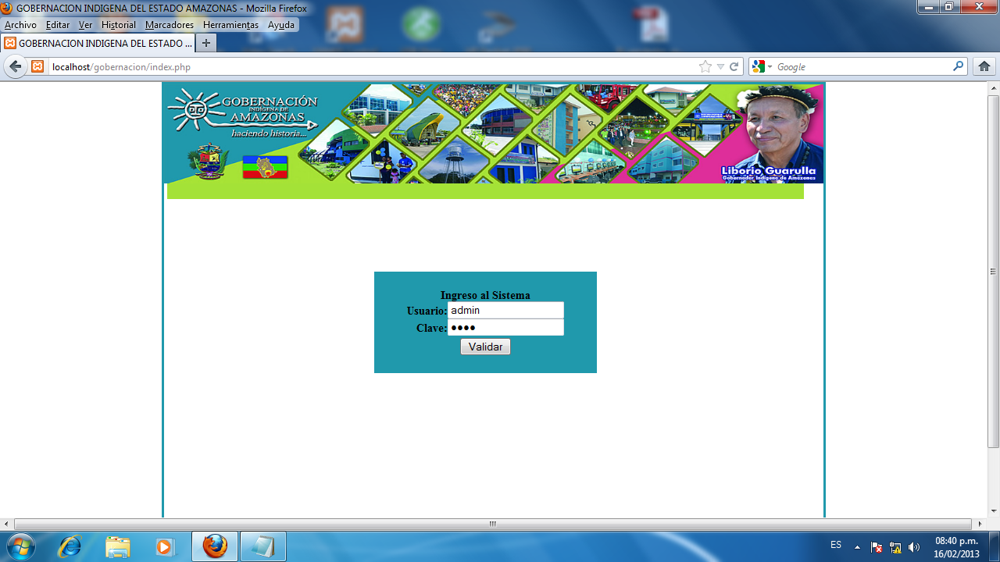 GOBERNACION INDIGENA DEL ESTADO AMAZONAS - Mozilla Firefox
Archivo Editar Ver Historial Marcadores Herramientas Ayuda
GOBERNACION INDIGENA DEL ESTADO ...
localhost/gobernacion/index.php
Google
GOBERNACIÓN
INDÍGENA DE
AMAZONAS
haciendo historia...
Liborio Guarulla
Gobernador Indígena de Amazonas
Ingreso al Sistema
Usuario: admin
Clave: ●●●●
Validar
ES
08:40 p.m.
16/02/2013